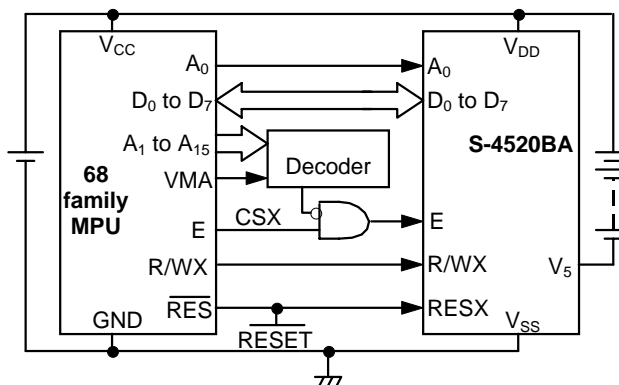 VCC
VDD
A0
A0
D0 to D7
D0 to D7
A1 to A15
S-4520BA
68
family
MPU
Decoder
VMA
E
CSX
E
R/WX
R/WX
V5
RES
RESX
GND
RESET
VSS